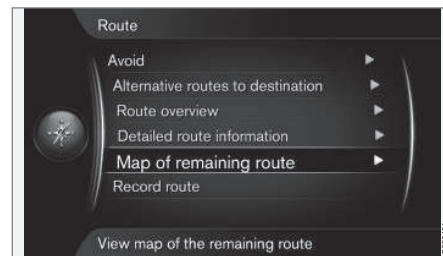 Route
Avoid
Alternative routes to destination
Route overview
Detailed route information
Map of remaining route
Record route
View map of the remaining route